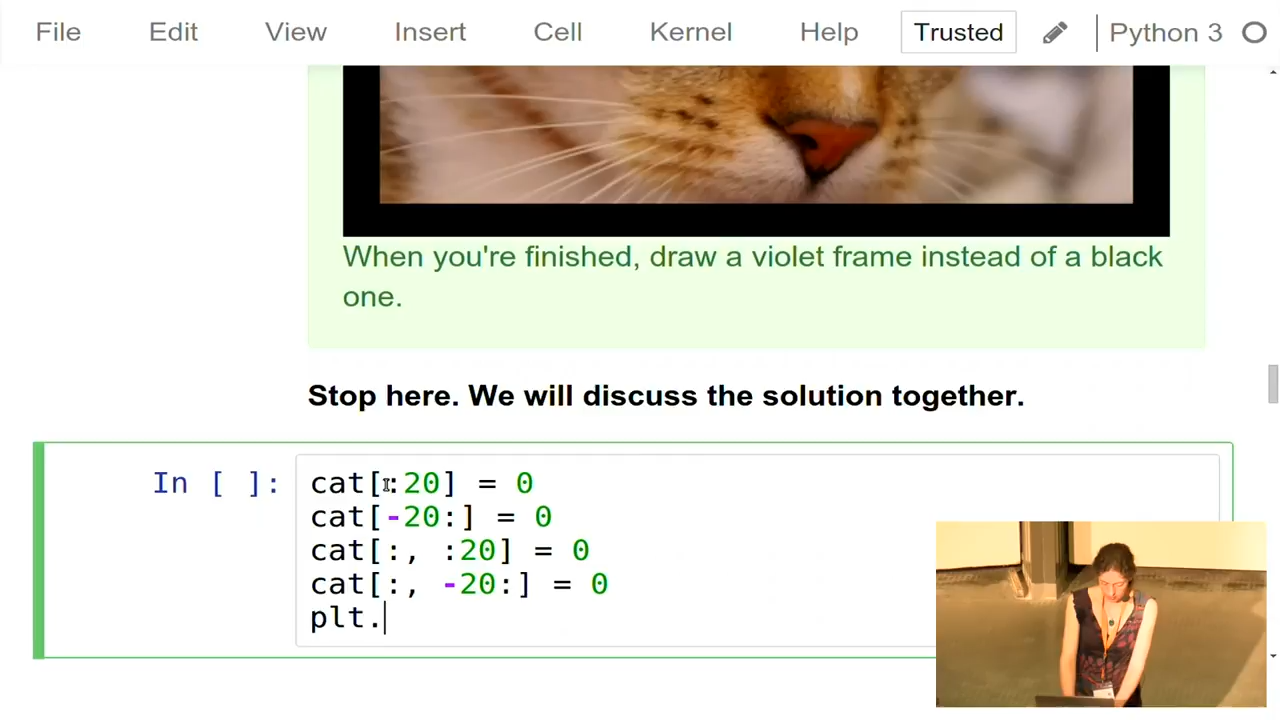 File Edit View Insert Cell Kernel Help Trusted Python 3
When you're finished, draw a violet frame instead of a black
one.
Stop here. We will discuss the solution together.
In [ ]: cat[:20] = 0
cat[-20:] = 0
cat[:, :20] = 0
cat[:, -20:] = 0
plt.